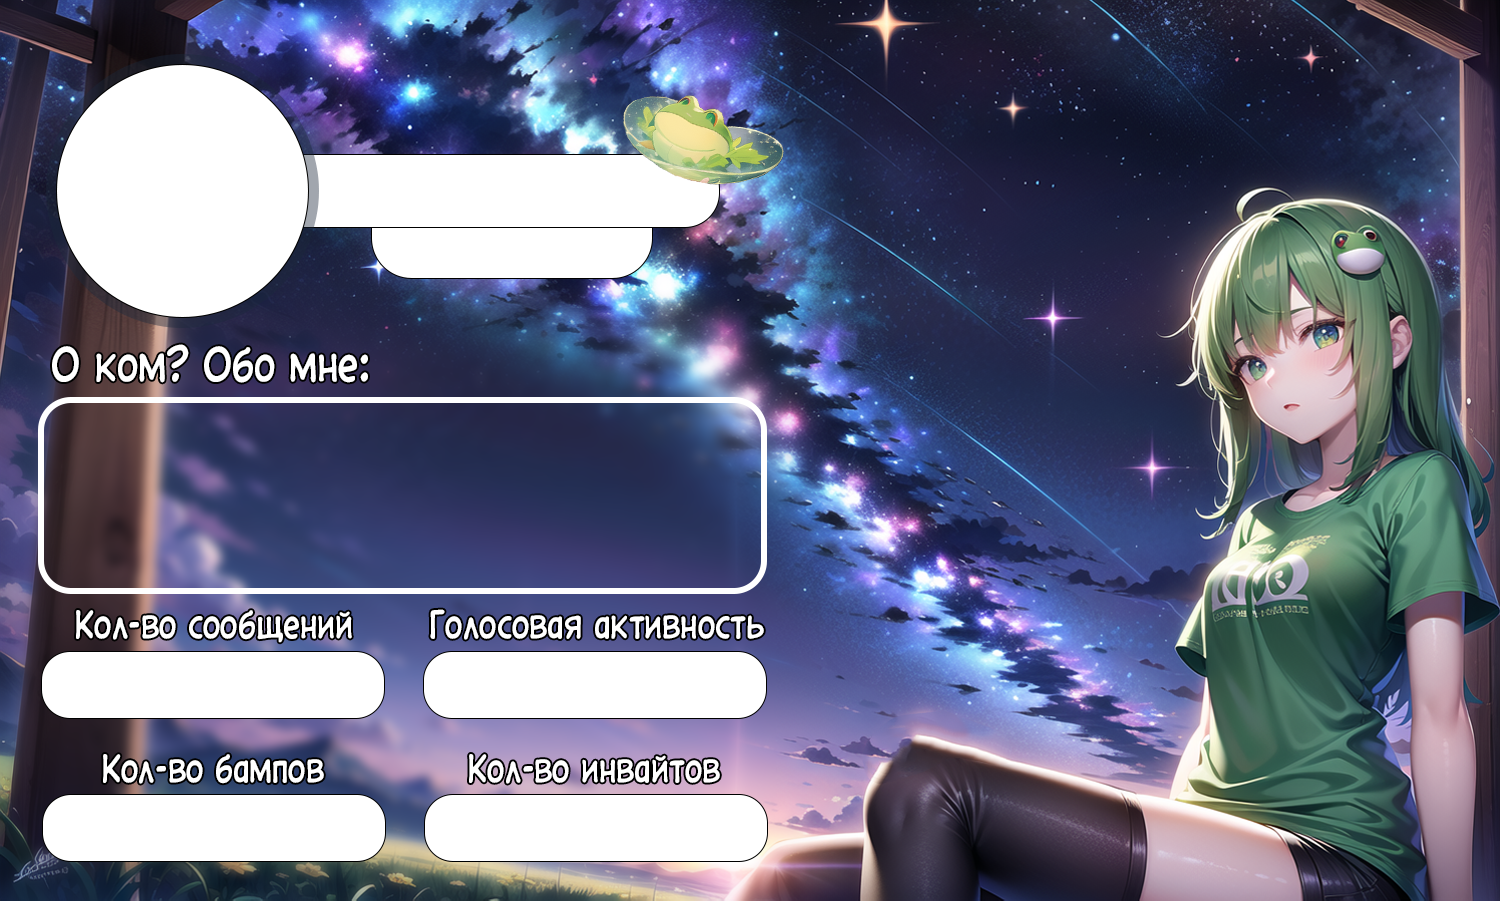 О ком? Обо мне:
Кол-во сообщений
Голосовая активность
Кол-во бампов
Кол-во инвайтов